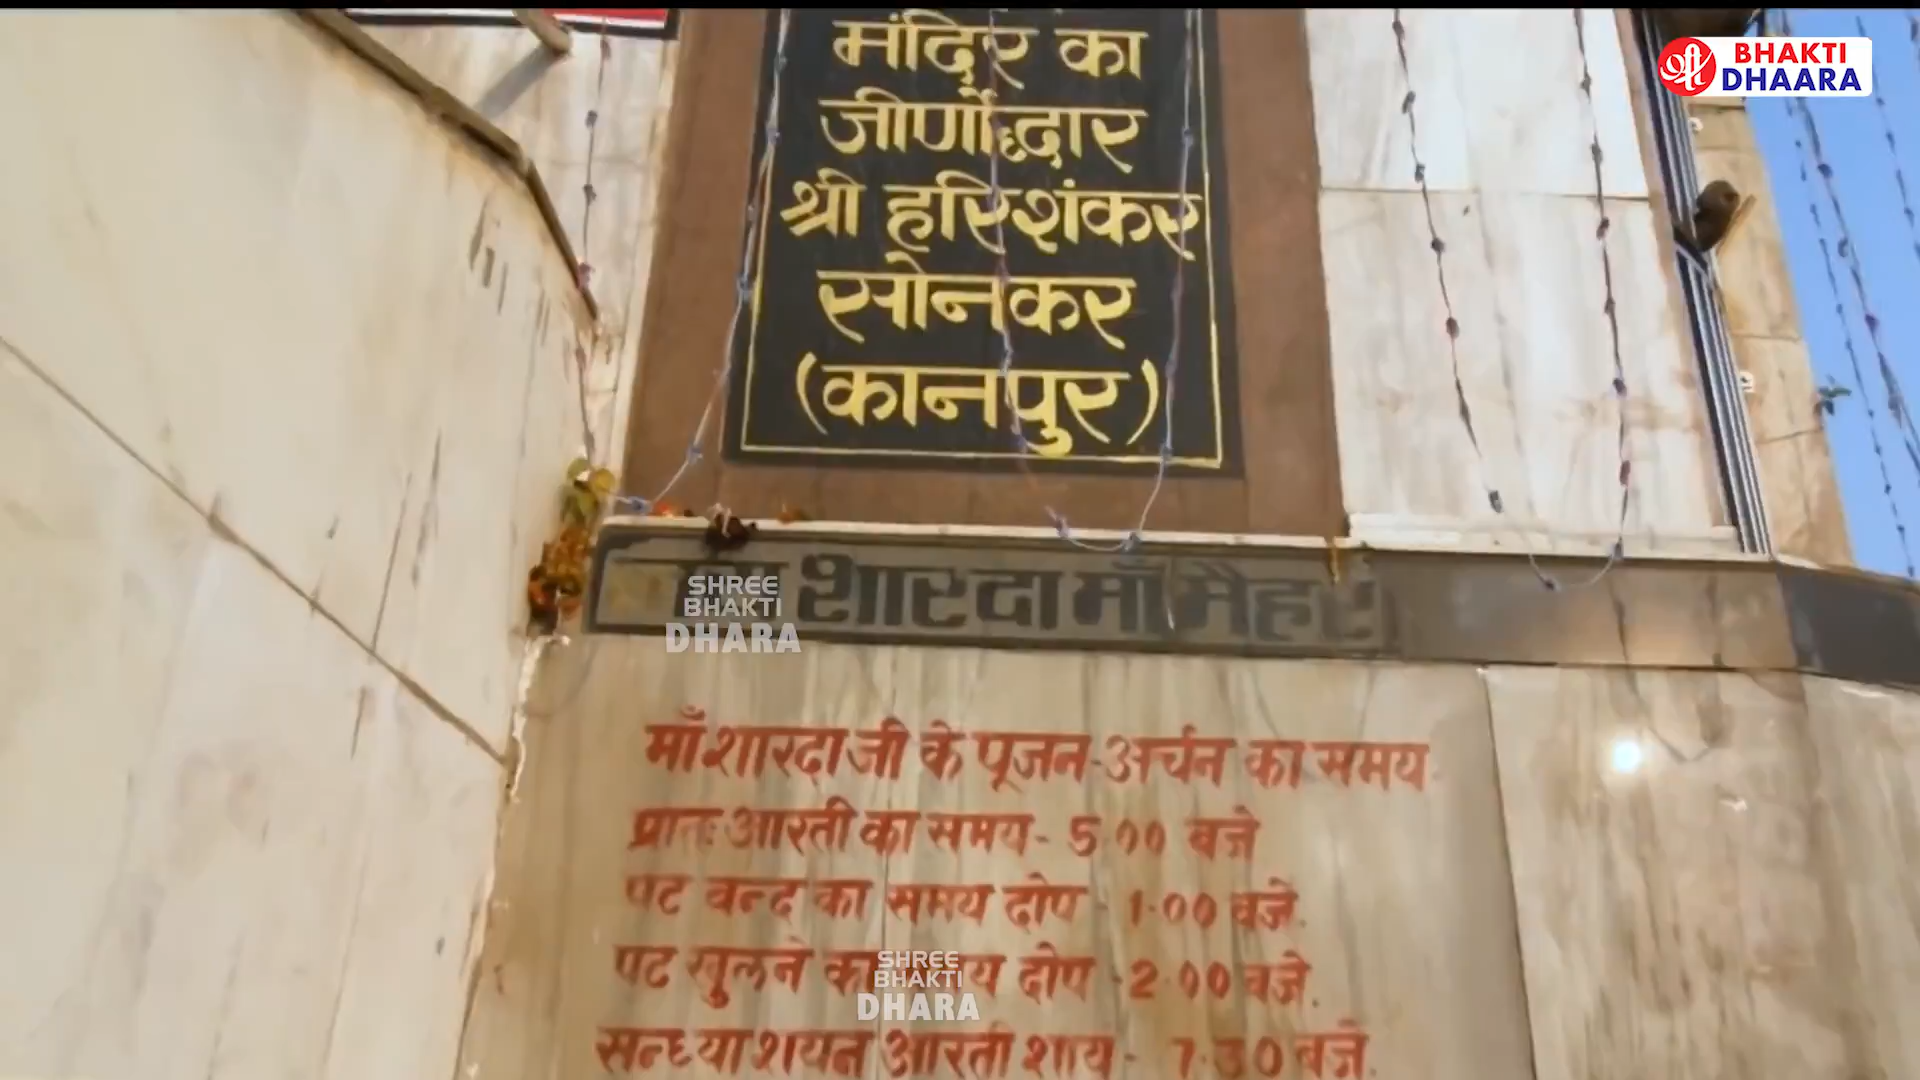 श्री
BHAKTI
DHAARA
मंदिर का
जीर्णोद्धार
श्री हरिशंकर
सोनकर
(कानपुर)
शारदा माँ मैहर
SHREE
BHAKTI
DHARA
माँ शारदा जी के पूजन-अर्चन का समय
प्रातः आरती का समय- 5.00 बजे
पट बन्द का समय दोप - 1.00 बजे.
पट खुलने का समय दोप - 2.00 बजे.
SHREE
BHAKTI
DHARA
सन्ध्या शयन आरती शाय - 7.30 बजे.